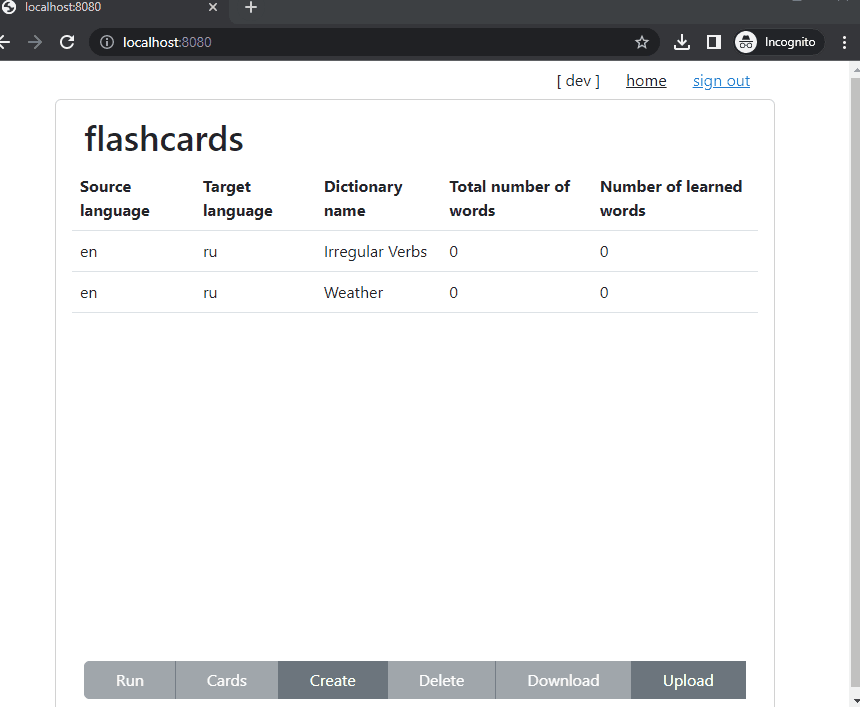 localhost:8080
localhost:8080 Incognito
[ dev ] home sign out
flashcards
Source language Target language Dictionary name Total number of words Number of learned words
en ru Irregular Verbs 0 0
en ru Weather 0 0
Run Cards Create Delete Download Upload